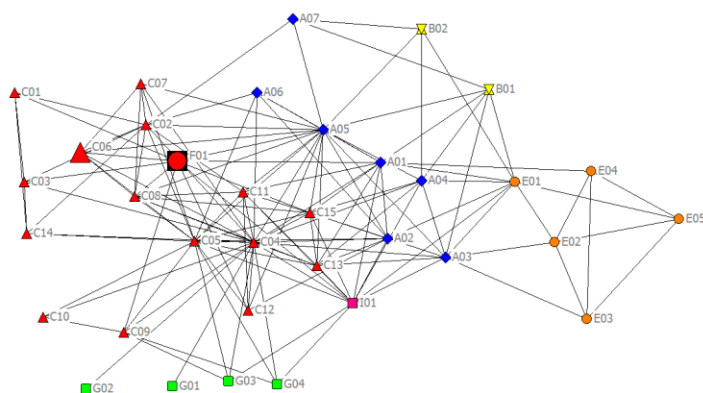 A07
B02
C07
C01
A06
B01
C02
A05
C06
F01
A01
E04
C03
A04
E01
C08
C11
C15
E05
C14
C05
C04
A02
E02
A03
C13
I01
C10
C12
E03
C09
G02
G01
G03
G04